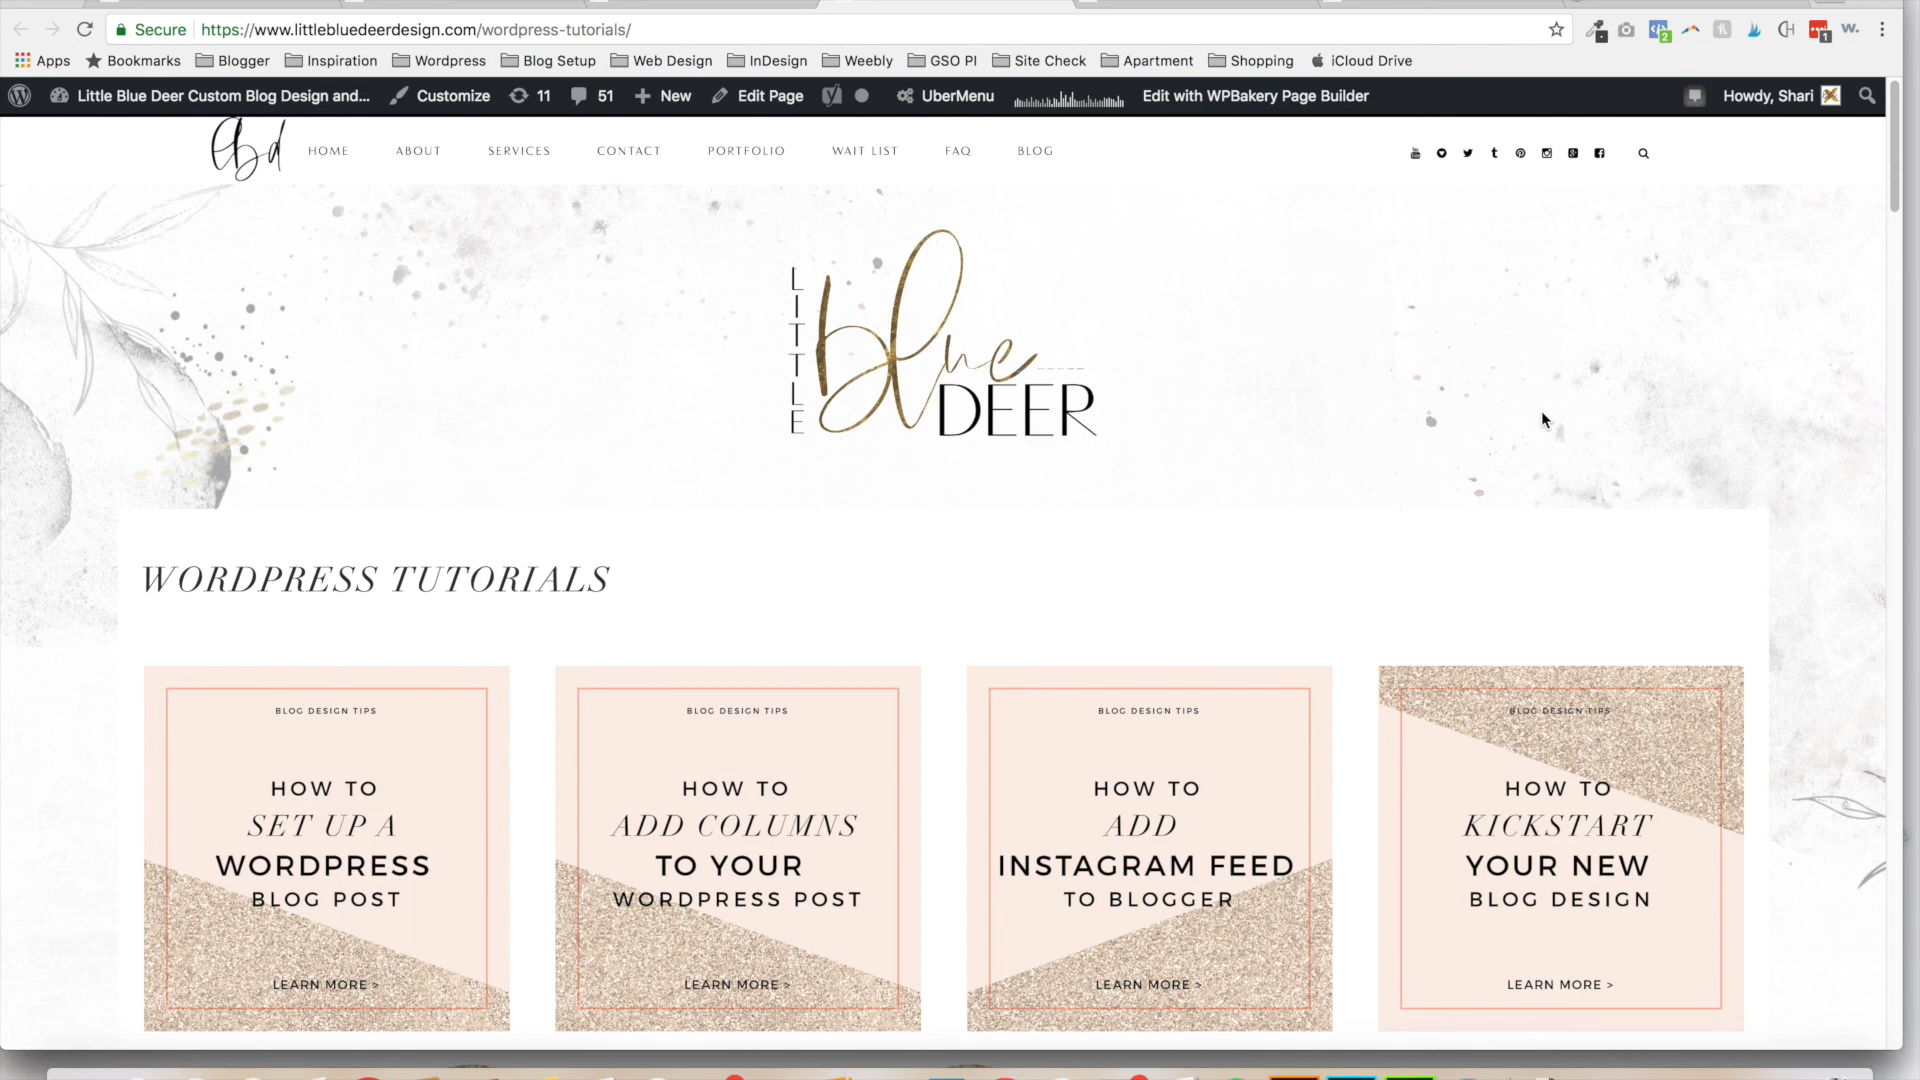 Secure https://www.littlebluedeerdesign.com/wordpress-tutorials/
2
1
W.
Apps Bookmarks Blogger Inspiration Wordpress Blog Setup Web Design InDesign Weebly GSO PI Site Check Apartment Shopping iCloud Drive
Little Blue Deer Custom Blog Design and... Customize 11 51 New Edit Page UberMenu Edit with WPBakery Page Builder Howdy, Shari
lbd HOME ABOUT SERVICES CONTACT PORTFOLIO WAIT LIST FAQ BLOG
LITTLE
blue
DEER
WORDPRESS TUTORIALS
BLOG DESIGN TIPS
HOW TO
SET UP A
WORDPRESS
BLOG POST
LEARN MORE >
BLOG DESIGN TIPS
HOW TO
ADD COLUMNS
TO YOUR
WORDPRESS POST
LEARN MORE >
BLOG DESIGN TIPS
HOW TO
ADD
INSTAGRAM FEED
TO BLOGGER
LEARN MORE >
BLOG DESIGN TIPS
HOW TO
KICKSTART
YOUR NEW
BLOG DESIGN
LEARN MORE >